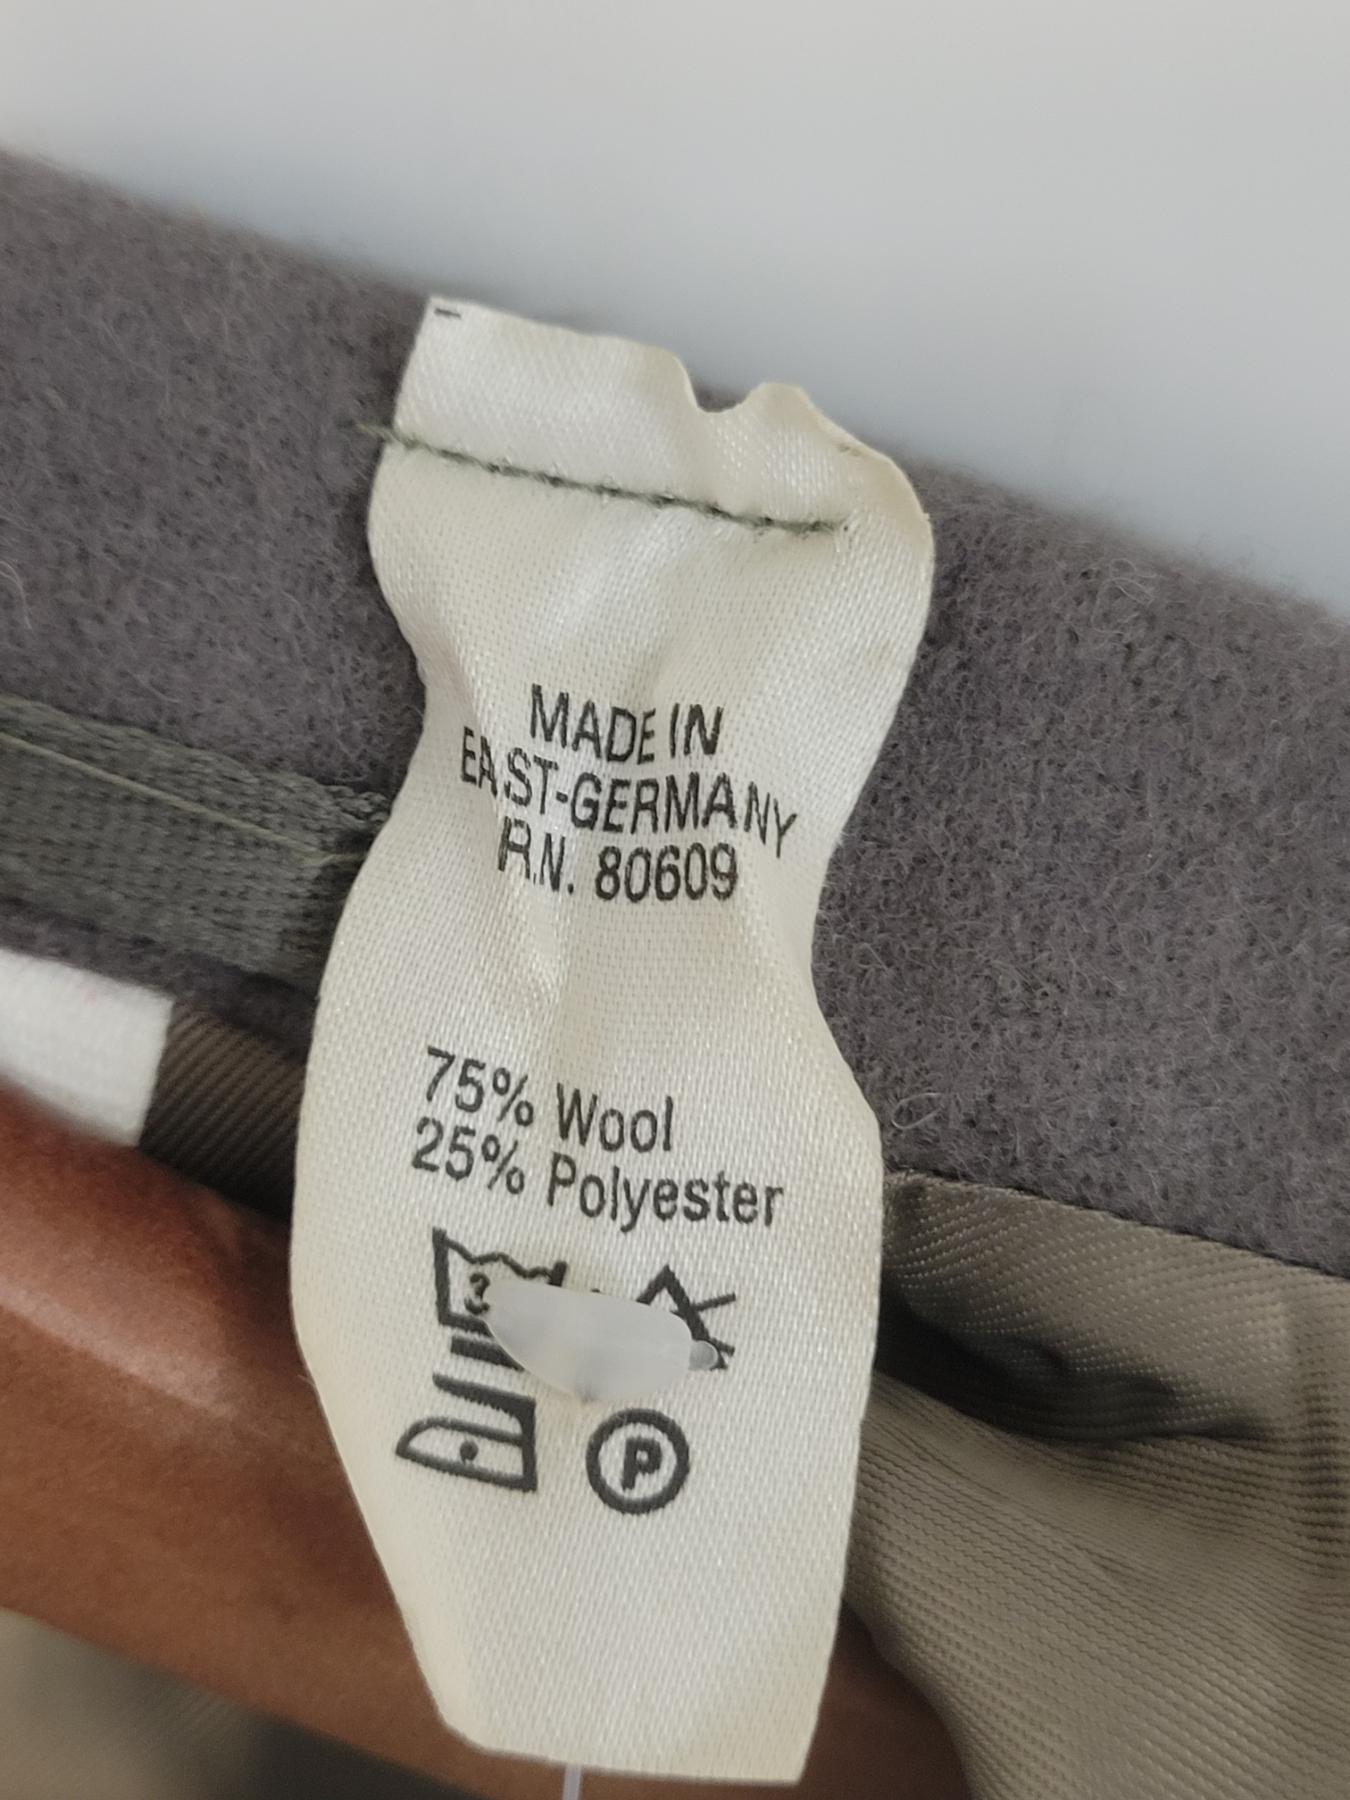 MADE IN
EAST-GERMANY
R.N. 80609
75% Wool
25% Polyester
P